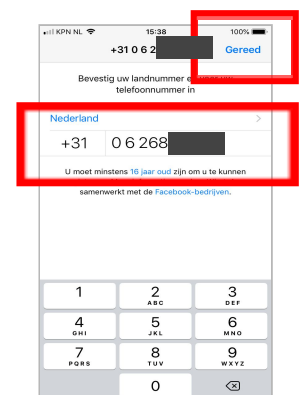 KPN NL 15:38 100%
+31 0 6 2 Gereed
Bevestig uw landnummer e
telefoonnummer in
Nederland
+31 0 6 268
U moet minstens 16 jaar oud zijn om u te kunnen
samenwerkt met de Facebook-bedrijven.
1 2 3
ABC DEF
4 5 6
GHI JKL MNO
7 8 9
PQRS TUV WXYZ
0